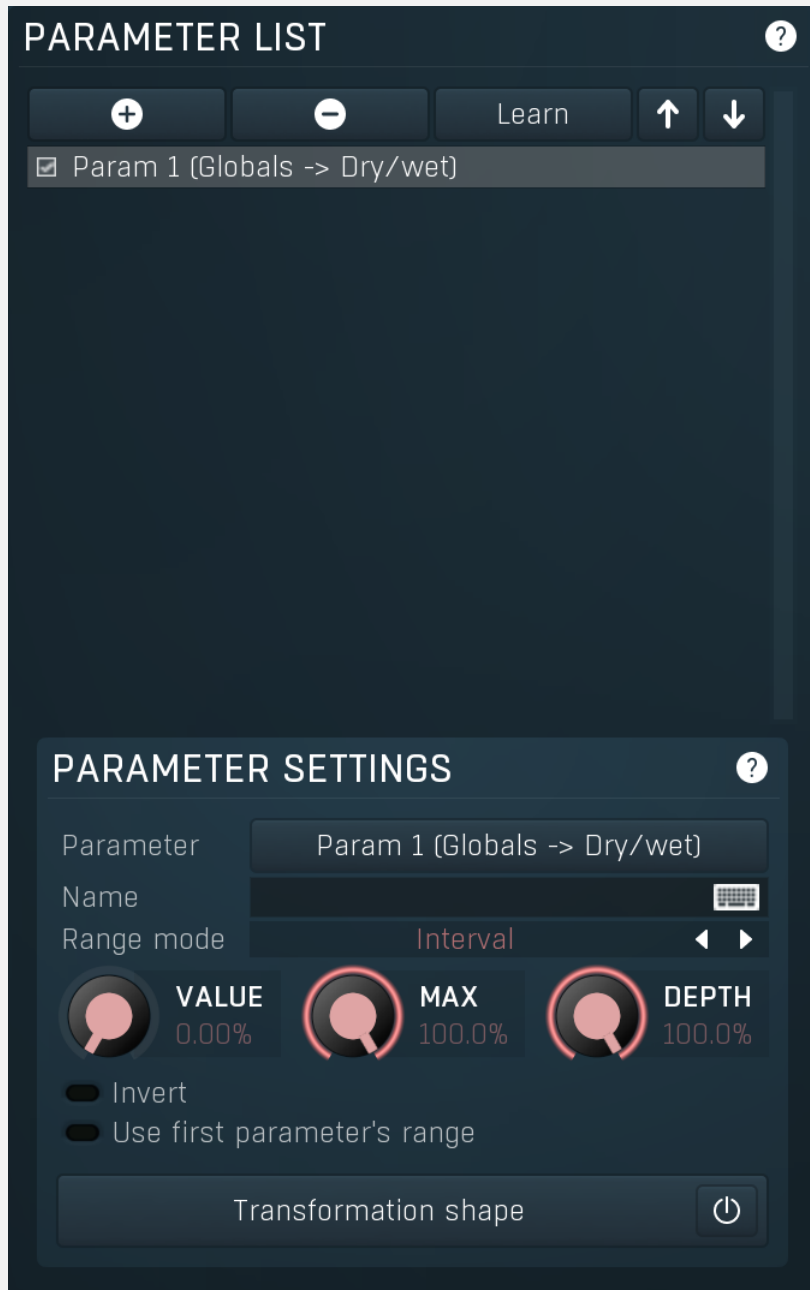 PARAMETER LIST ?
+ - Learn ↑ ↓
Param 1 (Globals -> Dry/wet)
PARAMETER SETTINGS ?
Parameter Param 1 (Globals -> Dry/wet)
Name
Range mode Interval
VALUE MAX DEPTH
0.00% 100.0% 100.0%
Invert
Use first parameter's range
Transformation shape